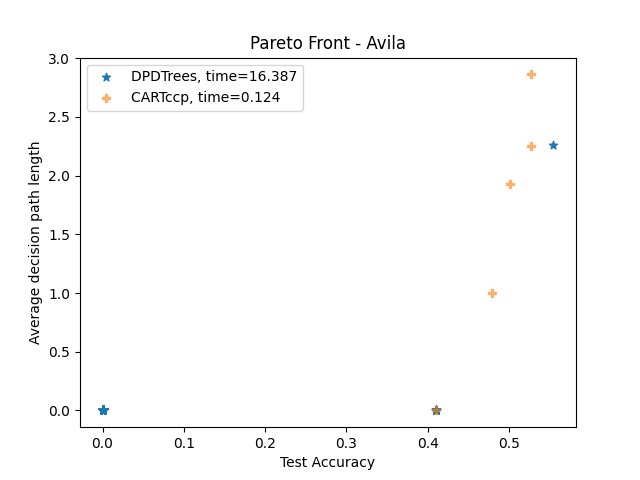 Pareto Front - Avila
DPDTrees, time=16.387
CARTccp, time=0.124
3.0
2.5
2.0
1.5
1.0
0.5
0.0
Average decision path length
0.0 0.1 0.2 0.3 0.4 0.5
Test Accuracy